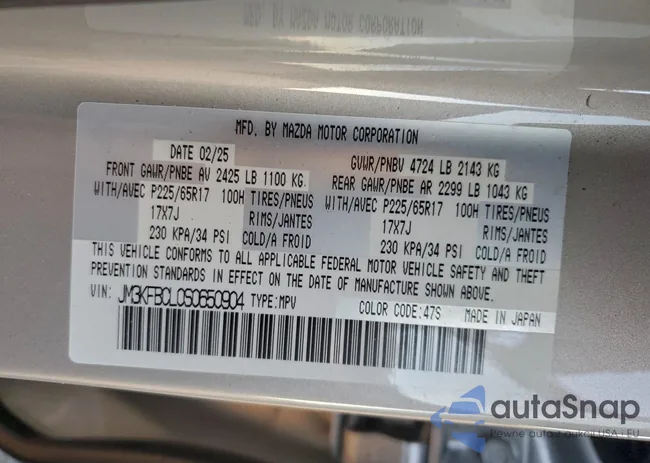 MFD. BY MAZDA MOTOR CORPORATION
DATE 02/25 GVWR/PNBV 4724 LB 2143 KG
FRONT GAWR/PNBE AV 2425 LB 1100 KG REAR GAWR/PNBE AR 2299 LB 1043 KG
WITH/AVEC P225/65R17 100H TIRES/PNEUS WITH/AVEC P225/65R17 100H TIRES/PNEUS
17X7J RIMS/JANTES 17X7J RIMS/JANTES
230 KPA/34 PSI COLD/A FROID 230 KPA/34 PSI COLD/A FROID
THIS VEHICLE CONFORMS TO ALL APPLICABLE FEDERAL MOTOR VEHICLE SAFETY AND THEFT
PREVENTION STANDARDS IN EFFECT ON THE DATE OF MANUFACTURE SHOWN ABOVE.
VIN: JM3KFBCL0S0650904 TYPE:MPV COLOR CODE:47S MADE IN JAPAN
autoSnap
Pewne auta z aukcji USA i EU